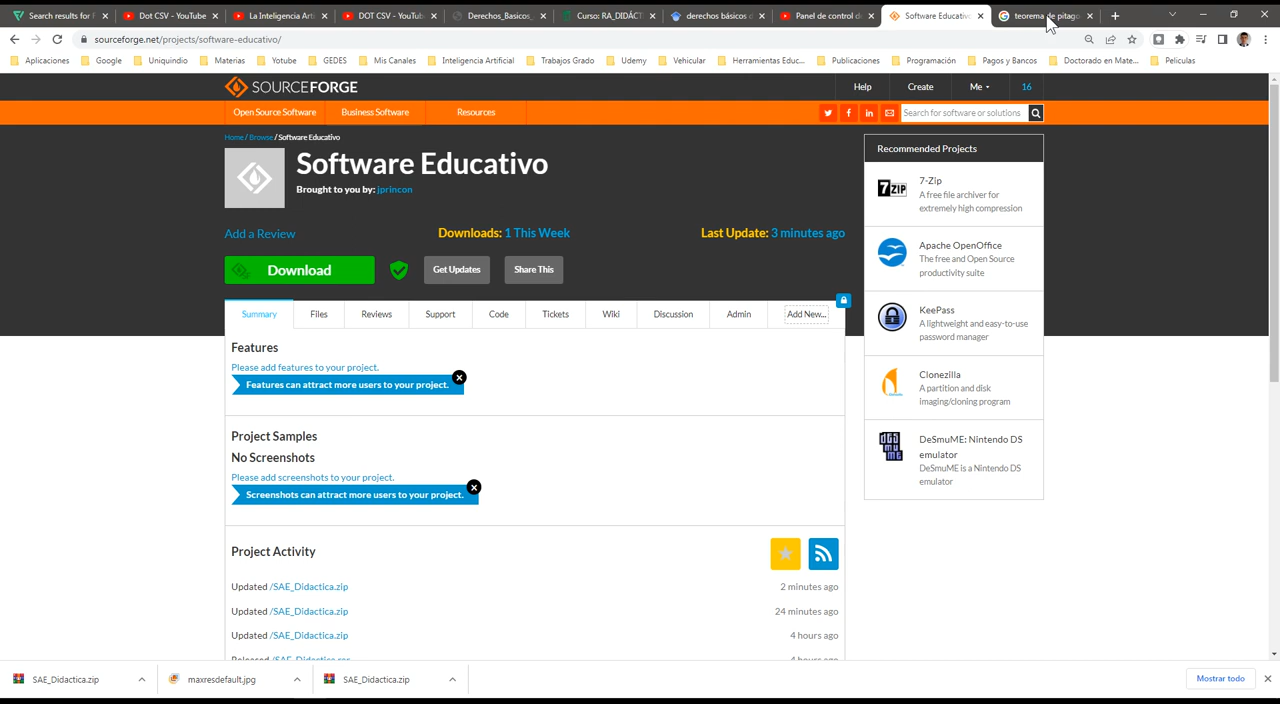 Search results for F
Dot CSV - YouTube
La Inteligencia Arti
DOT CSV - YouTub
Derechos_Basicos_
Curso: RA_DIDÁCT
derechos básicos d
Panel de control d
Software Educativo
teorema de pitago
sourceforge.net/projects/software-educativo/
Aplicaciones
Google
Uniquindio
Materias
Yotube
GEDES
Mis Canales
Inteligencia Artificial
Trabajos Grado
Udemy
Vehicular
Herramientas Educ...
Publicaciones
Programación
Pagos y Bancos
Doctorado en Mate...
Peliculas
SOURCEFORGE
Help
Create
Me
16
Open Source Software
Business Software
Resources
Search for software or solutions
Home / Browse / Software Educativo
Software Educativo
Brought to you by: jprincon
Add a Review
Downloads: 1 This Week
Last Update: 3 minutes ago
Download
Get Updates
Share This
Summary
Files
Reviews
Support
Code
Tickets
Wiki
Discussion
Admin
Add New...
Features
Please add features to your project.
Features can attract more users to your project.
Project Samples
No Screenshots
Please add screenshots to your project.
Screenshots can attract more users to your project.
Project Activity
Updated /SAE_Didactica.zip
2 minutes ago
Updated /SAE_Didactica.zip
24 minutes ago
Updated /SAE_Didactica.zip
4 hours ago
Released /SAE_Didactica.rar
4 hours ago
Recommended Projects
7ZIP
7-Zip
A free file archiver for
extremely high compression
Apache OpenOffice
The free and Open Source
productivity suite
KeePass
A lightweight and easy-to-use
password manager
Clonezilla
A partition and disk
imaging/cloning program
DeSmuME: Nintendo DS
emulator
DeSmuME is a Nintendo DS
emulator
SAE_Didactica.zip
maxresdefault.jpg
SAE_Didactica.zip
Mostrar todo